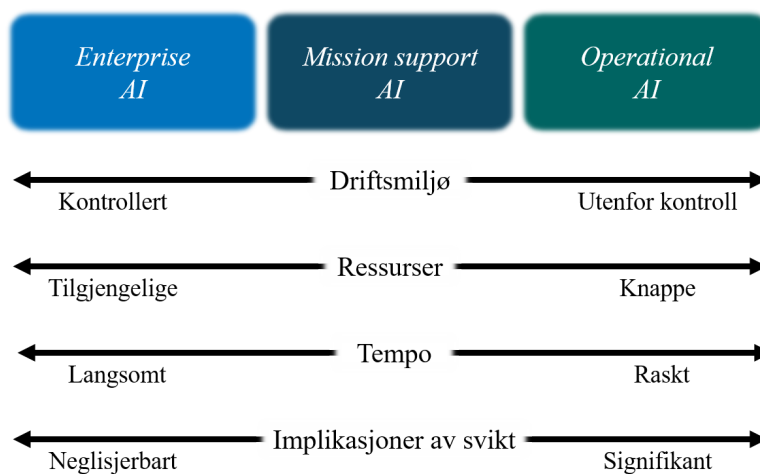 Enterprise
AI
Mission support
AI
Operational
AI
Driftsmiljø
Kontrollert
Utenfor kontroll
Ressurser
Tilgjengelige
Knappe
Tempo
Langsomt
Raskt
Implikasjoner av svikt
Neglisjerbart
Signifikant